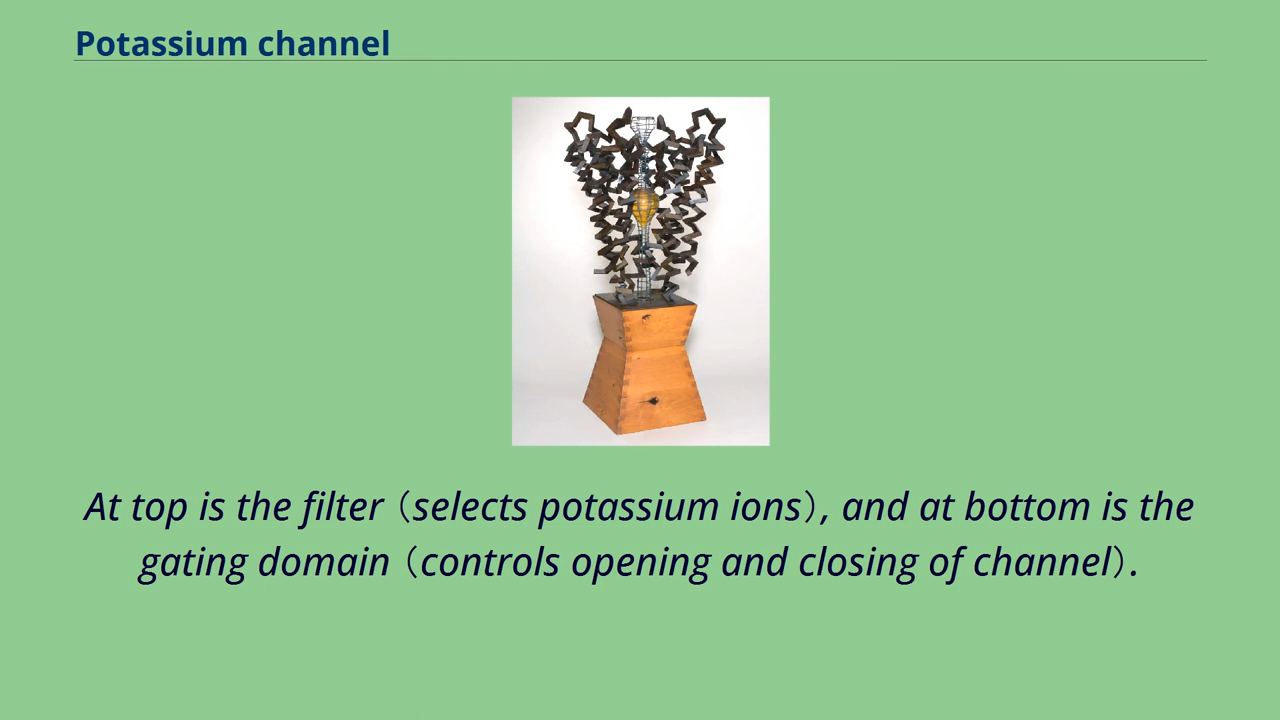 Potassium channel
At top is the filter (selects potassium ions), and at bottom is the
gating domain (controls opening and closing of channel).